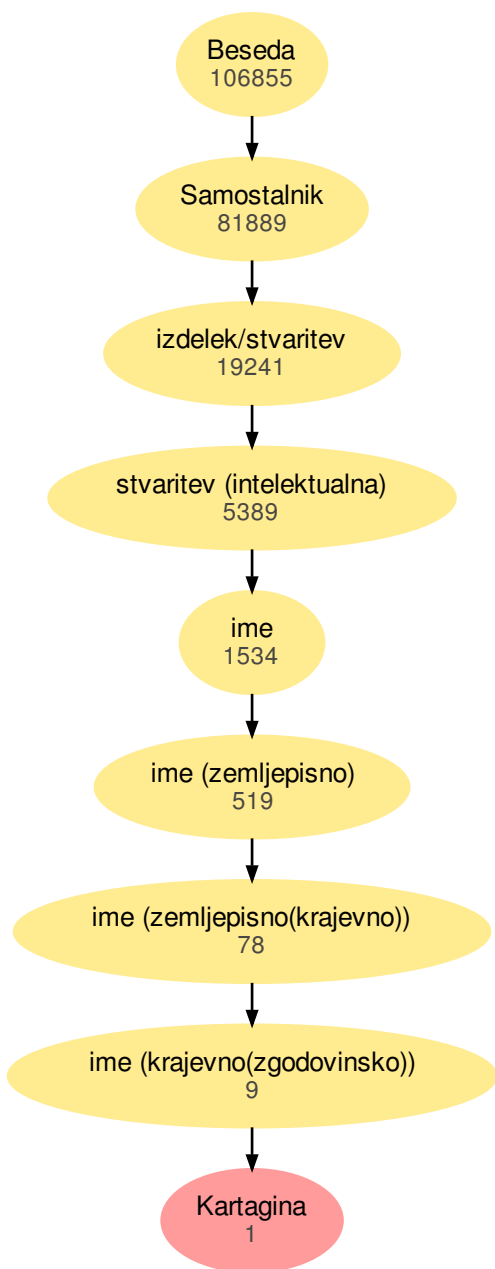 Beseda
106855
Samostalnik
81889
izdelek/stvaritev
19241
stvaritev (intelektualna)
5389
ime
1534
ime (zemljepisno)
519
ime (zemljepisno(krajevno))
78
ime (krajevno(zgodovinsko))
9
Kartagina
1